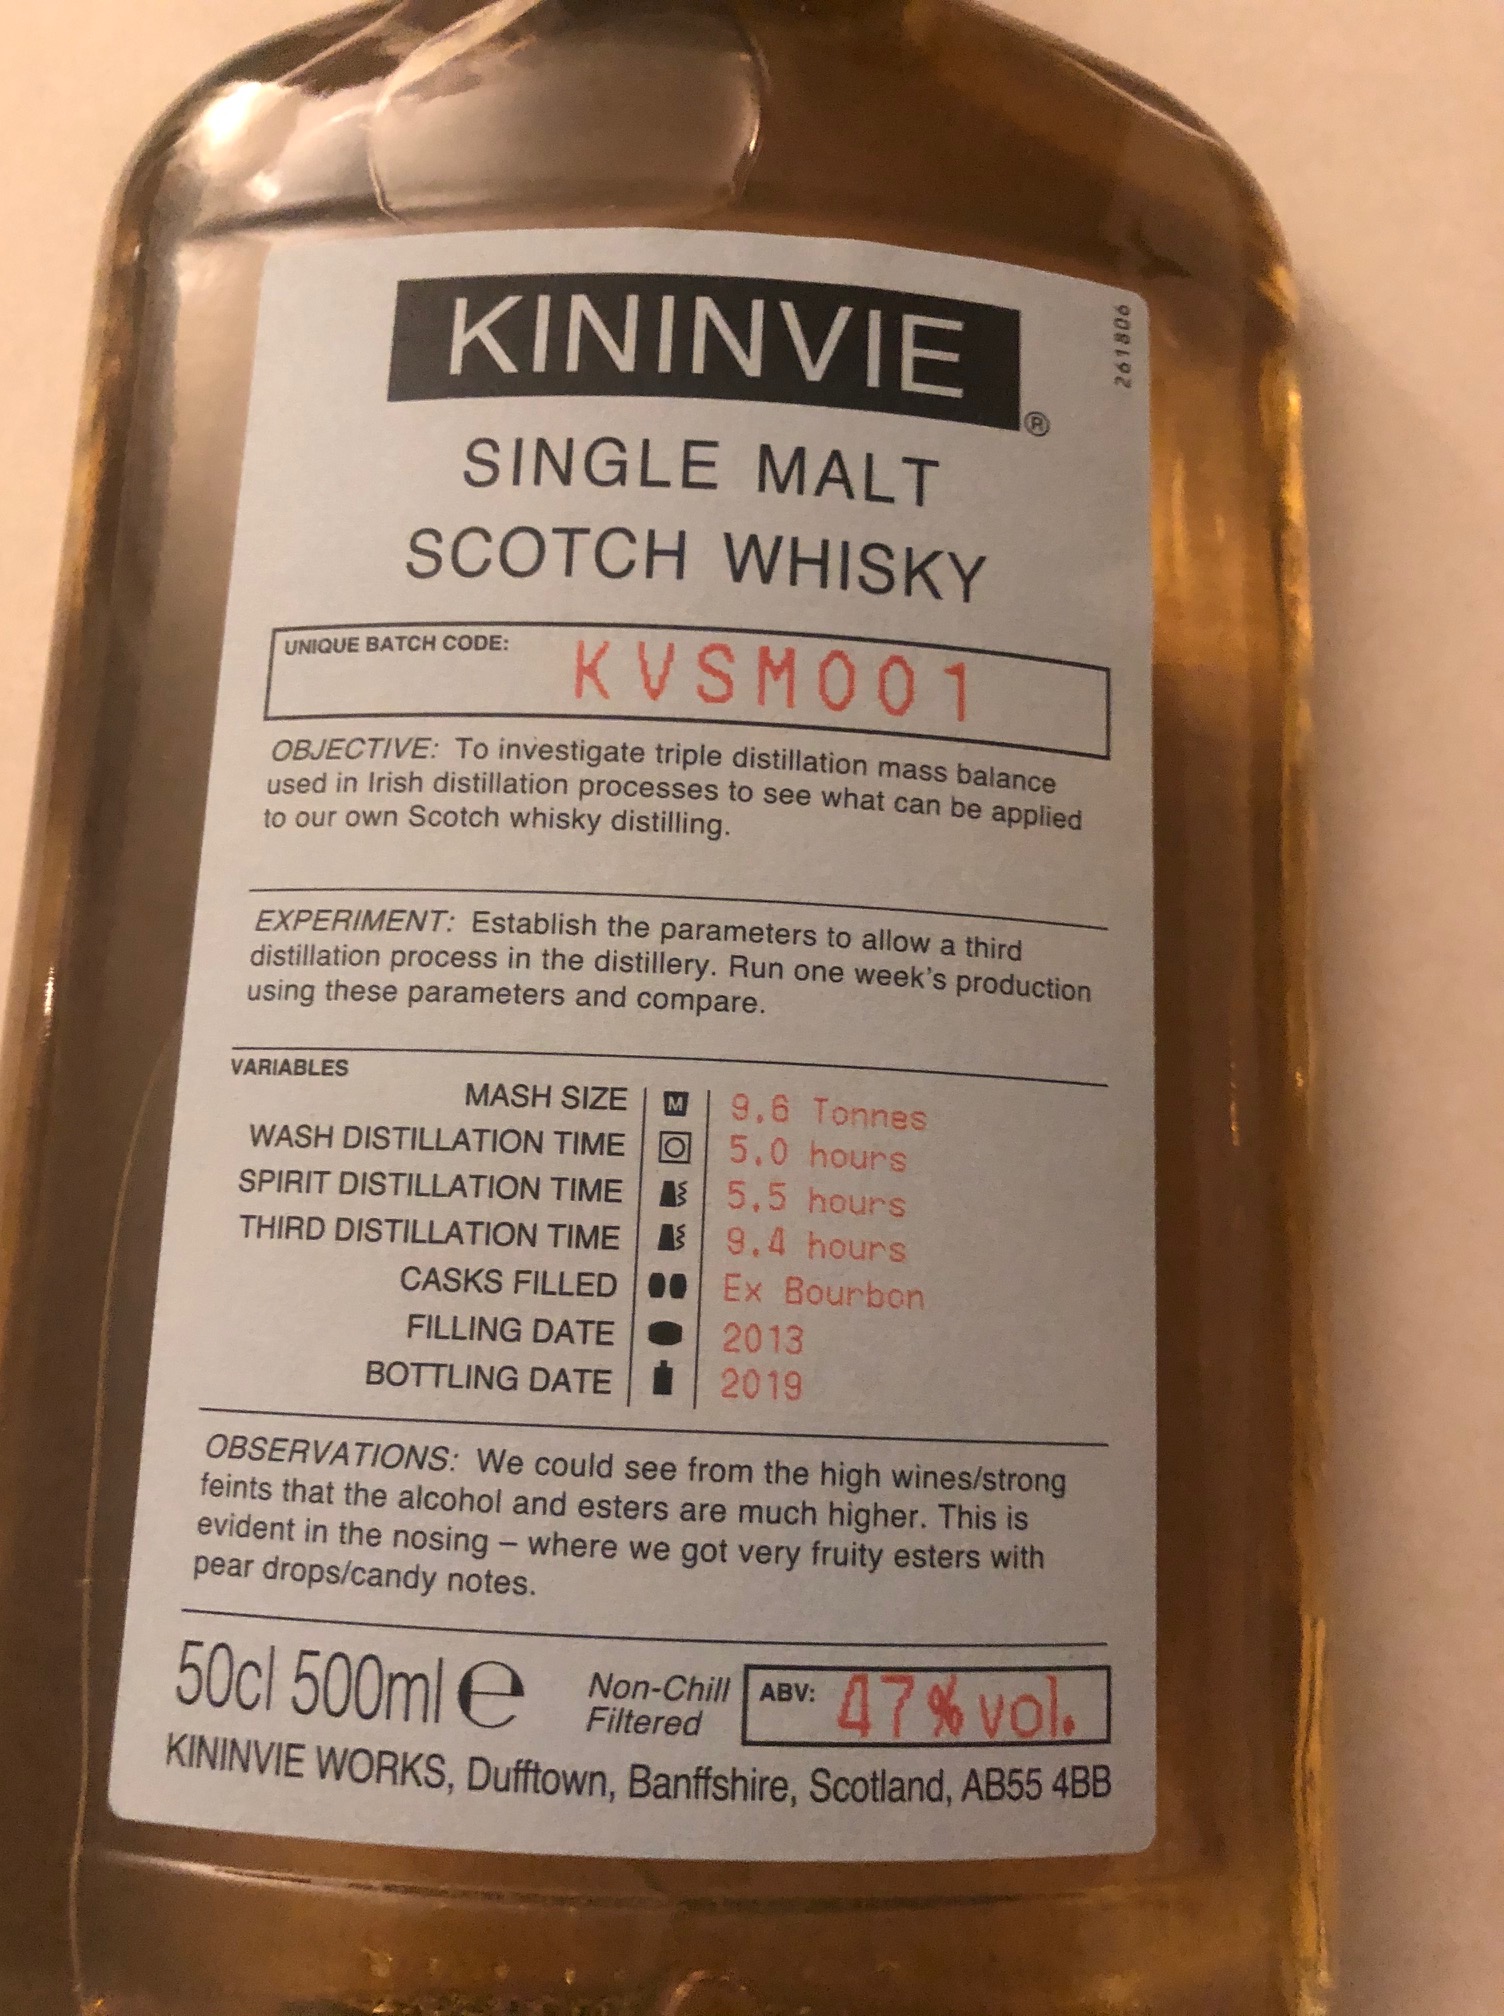 KININVIE
®
261806
SINGLE MALT
SCOTCH WHISKY
UNIQUE BATCH CODE: KVSM001
OBJECTIVE: To investigate triple distillation mass balance
used in Irish distillation processes to see what can be applied
to our own Scotch whisky distilling.
EXPERIMENT: Establish the parameters to allow a third
distillation process in the distillery. Run one week's production
using these parameters and compare.
VARIABLES
MASH SIZE M 9.6 Tonnes
WASH DISTILLATION TIME 5.0 hours
SPIRIT DISTILLATION TIME 5.5 hours
THIRD DISTILLATION TIME 9.4 hours
CASKS FILLED Ex Bourbon
FILLING DATE 2013
BOTTLING DATE 2019
OBSERVATIONS: We could see from the high wines/strong
feints that the alcohol and esters are much higher. This is
evident in the nosing – where we got very fruity esters with
pear drops/candy notes.
50cl 500ml e Non-Chill
Filtered
ABV: 47% vol.
KININVIE WORKS, Dufftown, Banffshire, Scotland, AB55 4BB